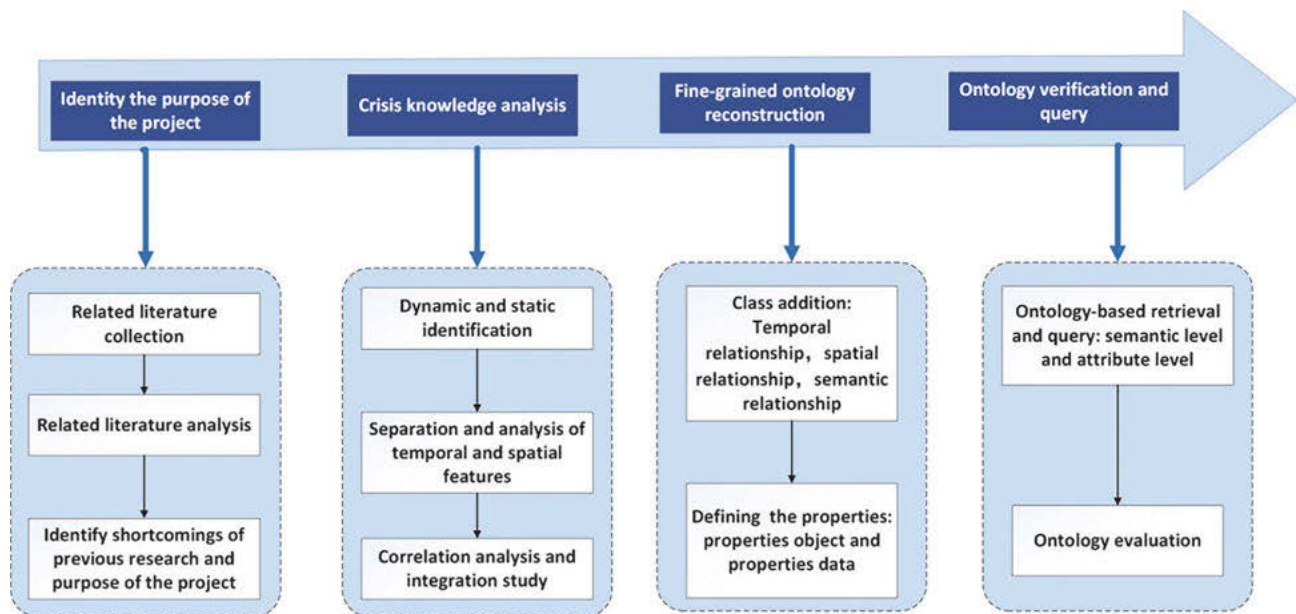 Identity the purpose of
the project
Crisis knowledge analysis
Fine-grained ontology
reconstruction
Ontology verification and
query
Related literature
collection
Related literature analysis
Identify shortcomings of
previous research and
purpose of the project
Dynamic and static
identification
Separation and analysis of
temporal and spatial
features
Correlation analysis and
integration study
Class addition:
Temporal
relationship, spatial
relationship, semantic
relationship
Defining the properties:
properties object and
properties data
Ontology-based retrieval
and query: semantic level
and attribute level
Ontology evaluation